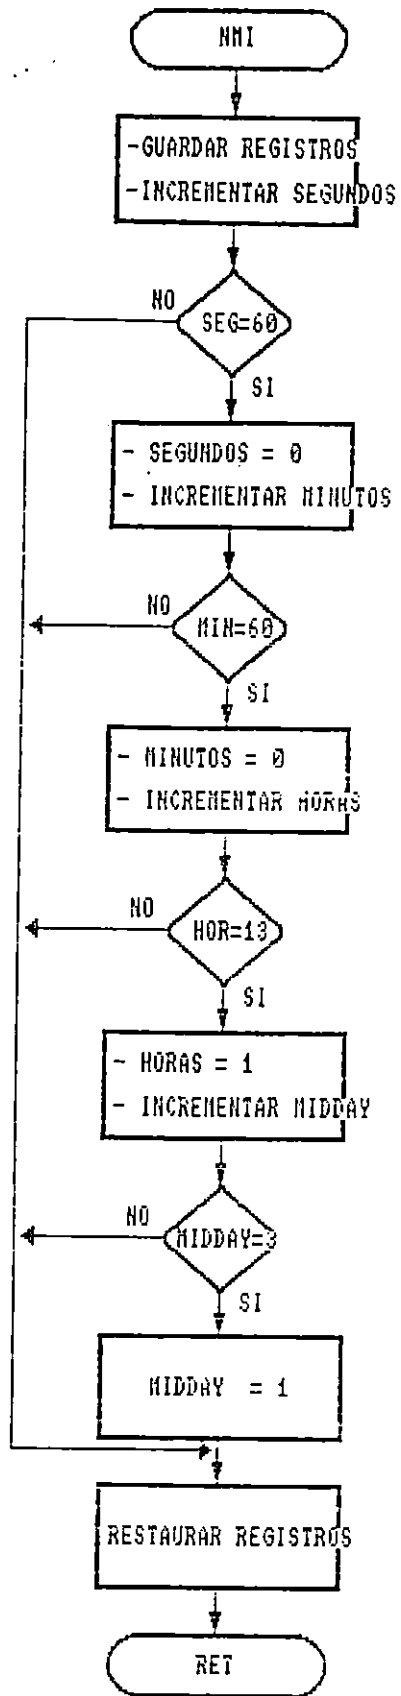 NMI
-GUARDAR REGISTROS
-INCREMENTAR SEGUNDOS
NO
SEG=60
SI
- SEGUNDOS = 0
- INCREMENTAR MINUTOS
NO
MIN=60
SI
- MINUTOS = 0
- INCREMENTAR HORAS
NO
HOR=13
SI
- HORAS = 1
- INCREMENTAR MIDDAY
NO
MIDDAY=3
SI
MIDDAY = 1
RESTAURAR REGISTROS
RET